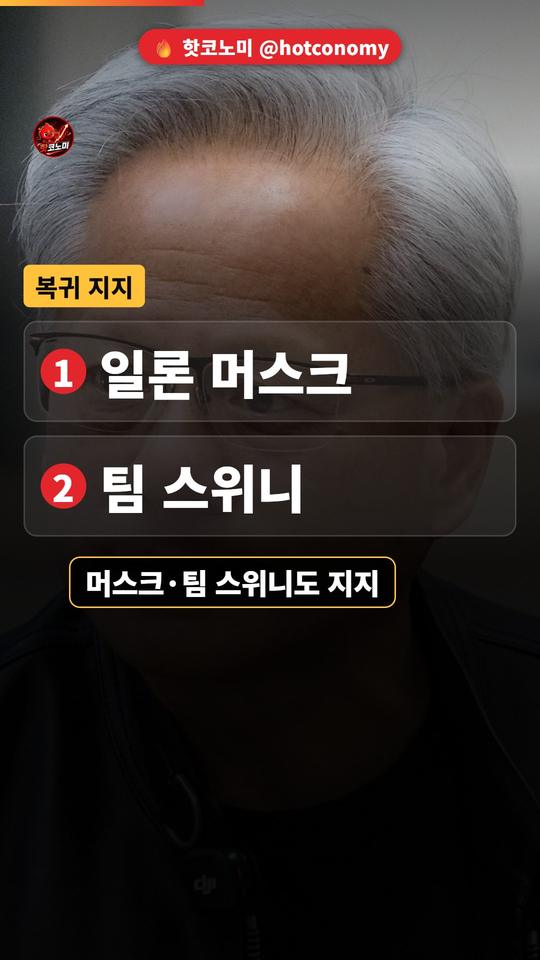 핫코노미 @hotconomy
핫코노미
복귀 지지
1 일론 머스크
2 팀 스위니
머스크·팀 스위니도 지지
dji